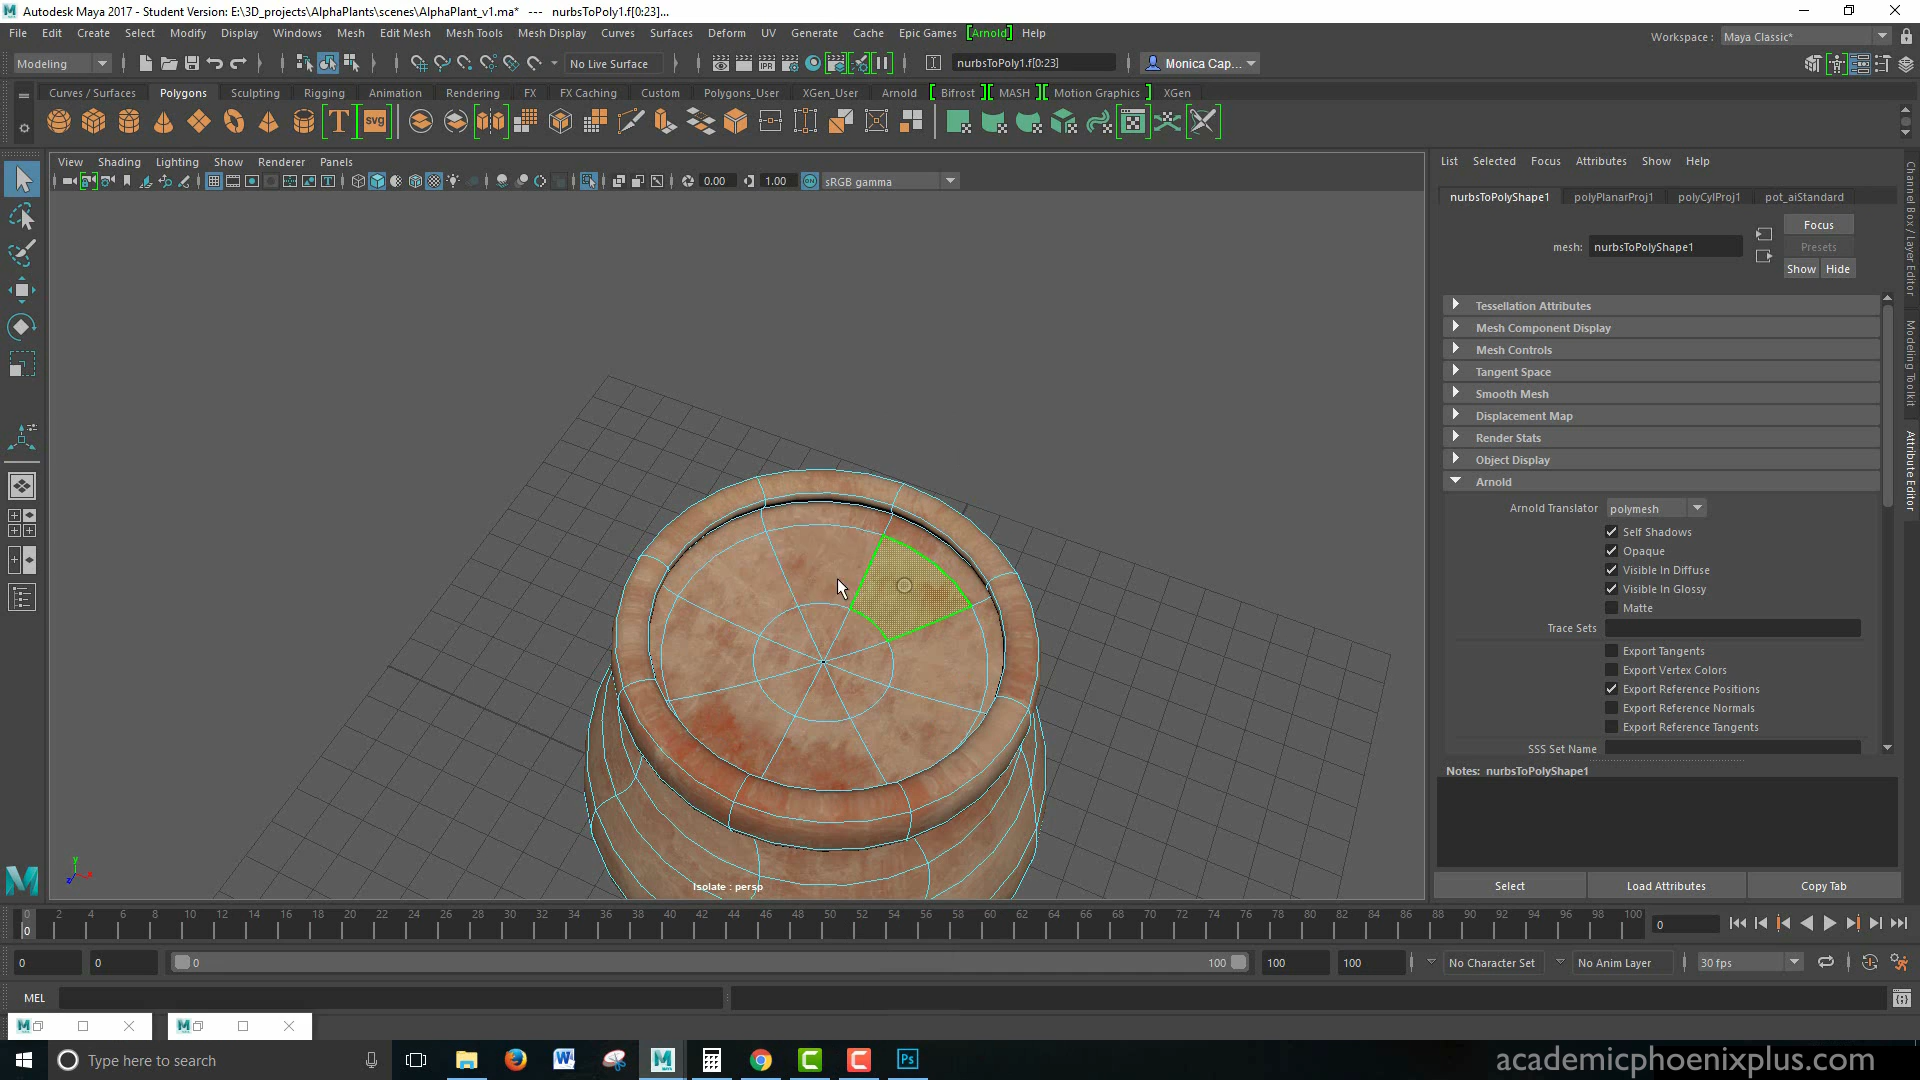 Autodesk Maya 2017 - Student Version: E:\3D_projects\AlphaPlants\scenes\AlphaPlant_v1.ma* --- nurbsToPoly1.f[0:23]...
File Edit Create Select Modify Display Windows Mesh Edit Mesh Mesh Tools Mesh Display Curves Surfaces Deform UV Generate Cache Epic Games [Arnold] Help
Workspace : Maya Classic*
Modeling No Live Surface nurbsToPoly1.f[0:23] Monica Cap...
Curves / Surfaces Polygons Sculpting Rigging Animation Rendering FX FX Caching Custom Polygons_User XGen_User Arnold Bifrost MASH Motion Graphics XGen
T SVG
View Shading Lighting Show Renderer Panels
0.00 1.00 sRGB gamma
List Selected Focus Attributes Show Help
nurbsToPolyShape1 polyPlanarProj1 polyCylProj1 pot_aiStandard
Focus
mesh: nurbsToPolyShape1
Presets
Show Hide
Tessellation Attributes
Mesh Component Display
Mesh Controls
Tangent Space
Smooth Mesh
Displacement Map
Render Stats
Object Display
Arnold
Arnold Translator polymesh
Self Shadows
Opaque
Visible In Diffuse
Visible In Glossy
Matte
Trace Sets
Export Tangents
Export Vertex Colors
Export Reference Positions
Export Reference Normals
Export Reference Tangents
SSS Set Name
Notes: nurbsToPolyShape1
Select Load Attributes Copy Tab
Channel Box / Layer Editor
Modeling Toolkit
Attribute Editor
y
z x
Isolate : persp
0 2 4 6 8 10 12 14 16 18 20 22 24 26 28 30 32 34 36 38 40 42 44 46 48 50 52 54 56 58 60 62 64 66 68 70 72 74 76 78 80 82 84 86 88 90 92 94 96 98 100
0 0
0 0 0 100 100 100 No Character Set No Anim Layer 30 fps
MEL
Type here to search
academicphoenixplus.com